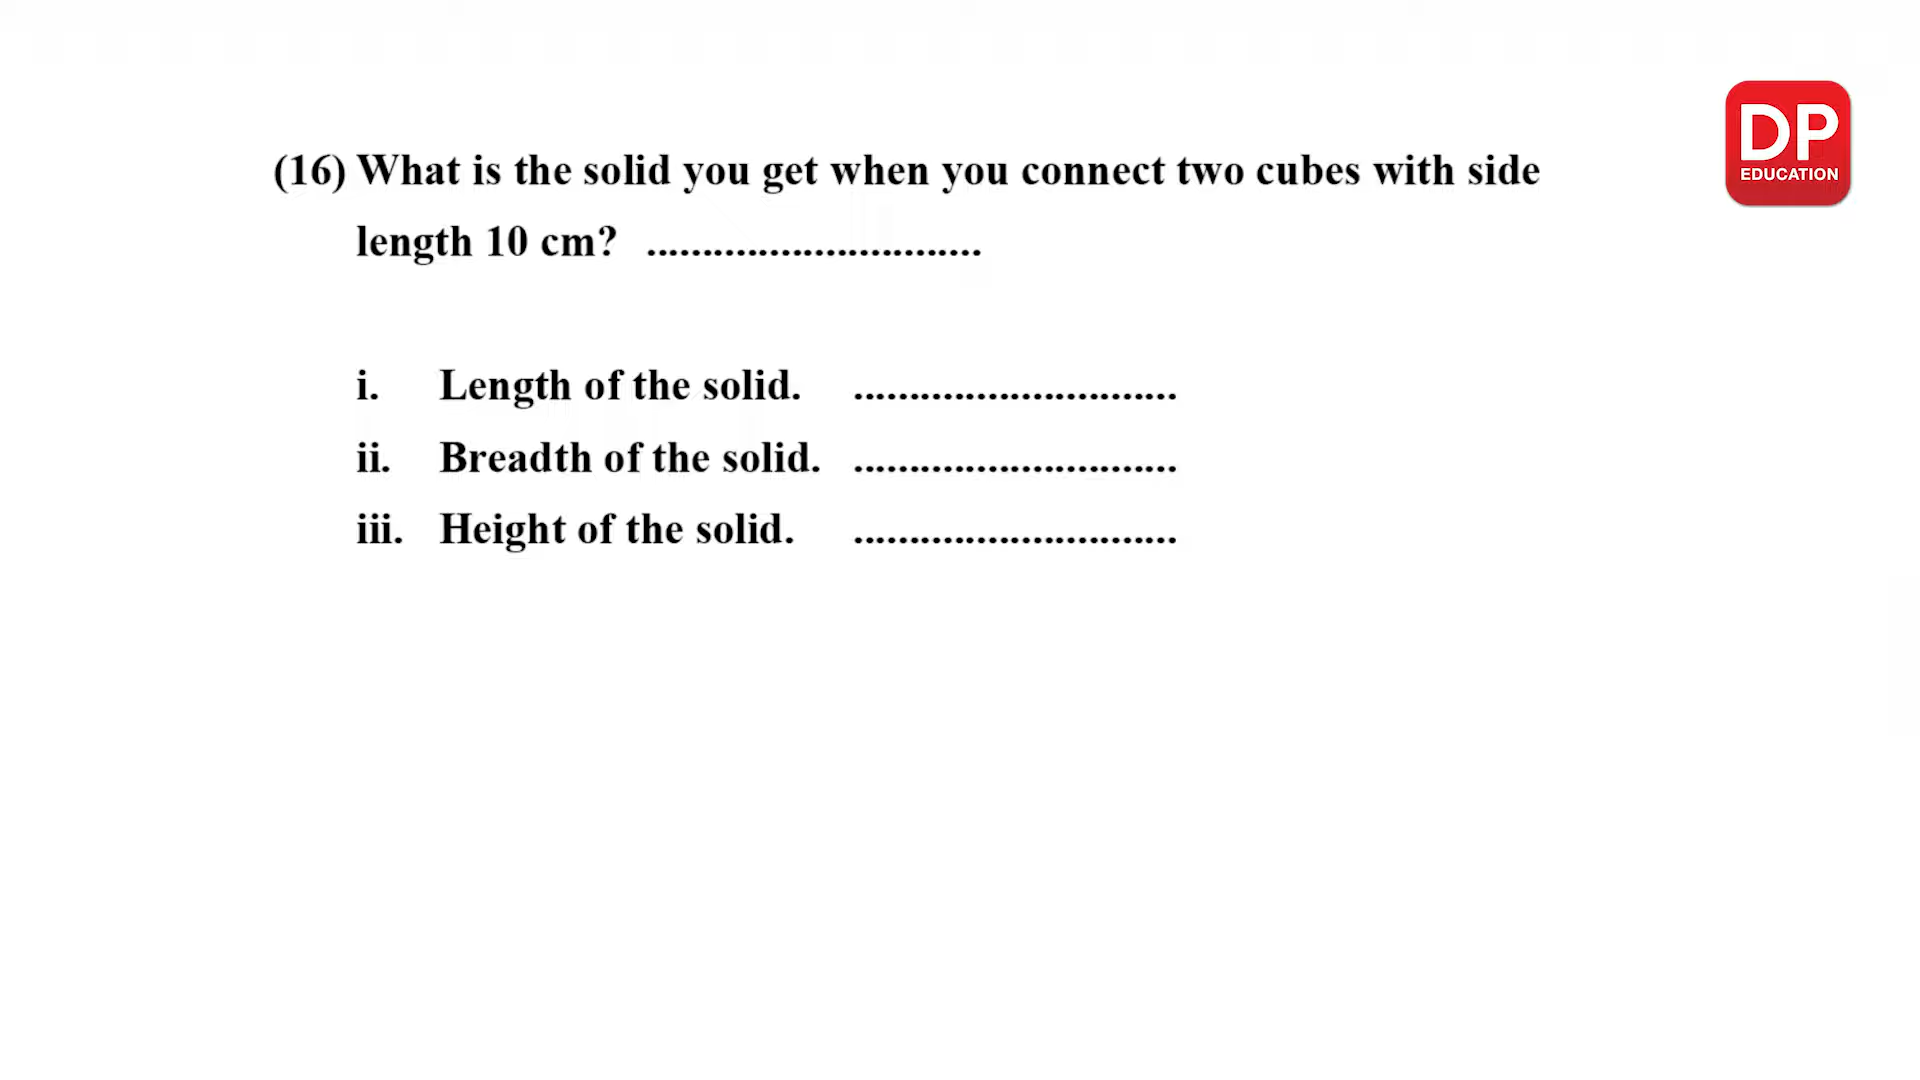 DP
EDUCATION
(16) What is the solid you get when you connect two cubes with side
length 10 cm? ..............................
i. Length of the solid. .............................
ii. Breadth of the solid. .............................
iii. Height of the solid. .............................